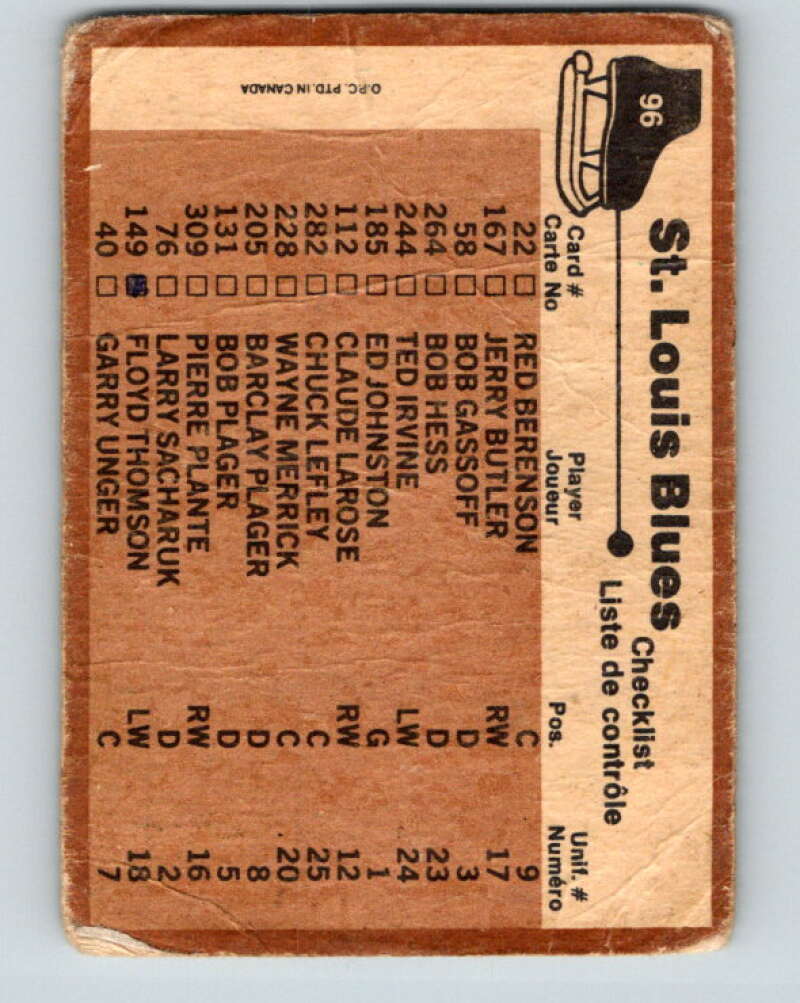 96
St. Louis Blues
Checklist
Liste de contrôle
Card # Player Pos. Unif. #
Carte No Joueur Numéro
22 □ RED BERENSON C 9
167 □ JERRY BUTLER RW 17
58 □ BOB GASSOFF D 3
264 □ BOB HESS D 23
244 □ TED IRVINE LW 24
185 □ ED JOHNSTON G 1
112 □ CLAUDE LAROSE RW 12
282 □ CHUCK LEFLEY C 25
228 □ WAYNE MERRICK C 20
205 □ BARCLAY PLAGER D 8
131 □ BOB PLAGER D 5
309 □ PIERRE PLANTE RW 16
76 □ LARRY SACHARUK D 2
149 ■ FLOYD THOMSON LW 18
40 □ GARRY UNGER C 7
O.P.C. PTD. IN CANADA